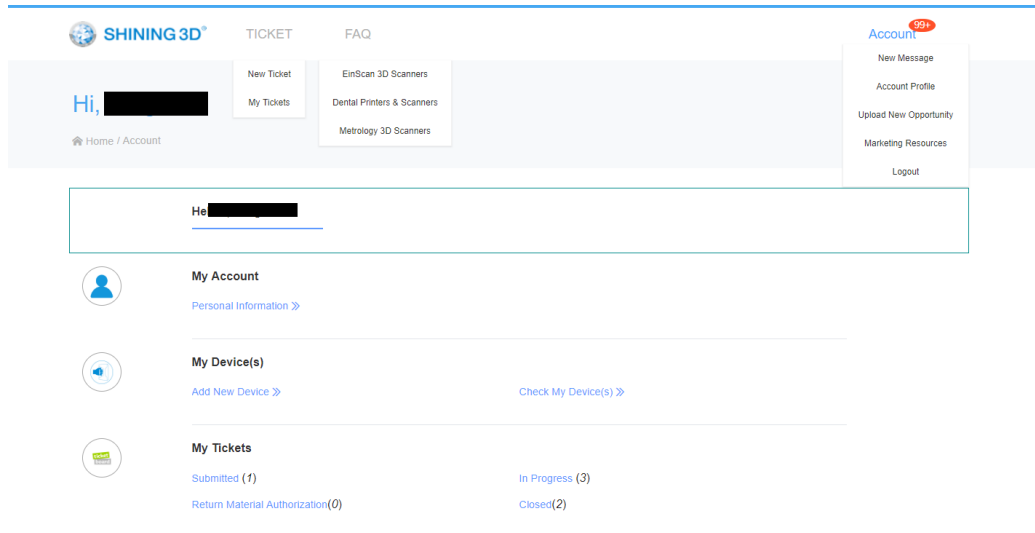 SHINING 3D®
TICKET
FAQ
Account
99+
New Ticket
My Tickets
EinScan 3D Scanners
Dental Printers & Scanners
Metrology 3D Scanners
New Message
Account Profile
Upload New Opportunity
Marketing Resources
Logout
Hi,
Home / Account
He
My Account
Personal Information »
My Device(s)
Add New Device »
Check My Device(s) »
My Tickets
Submitted (1)
In Progress (3)
Return Material Authorization(0)
Closed(2)